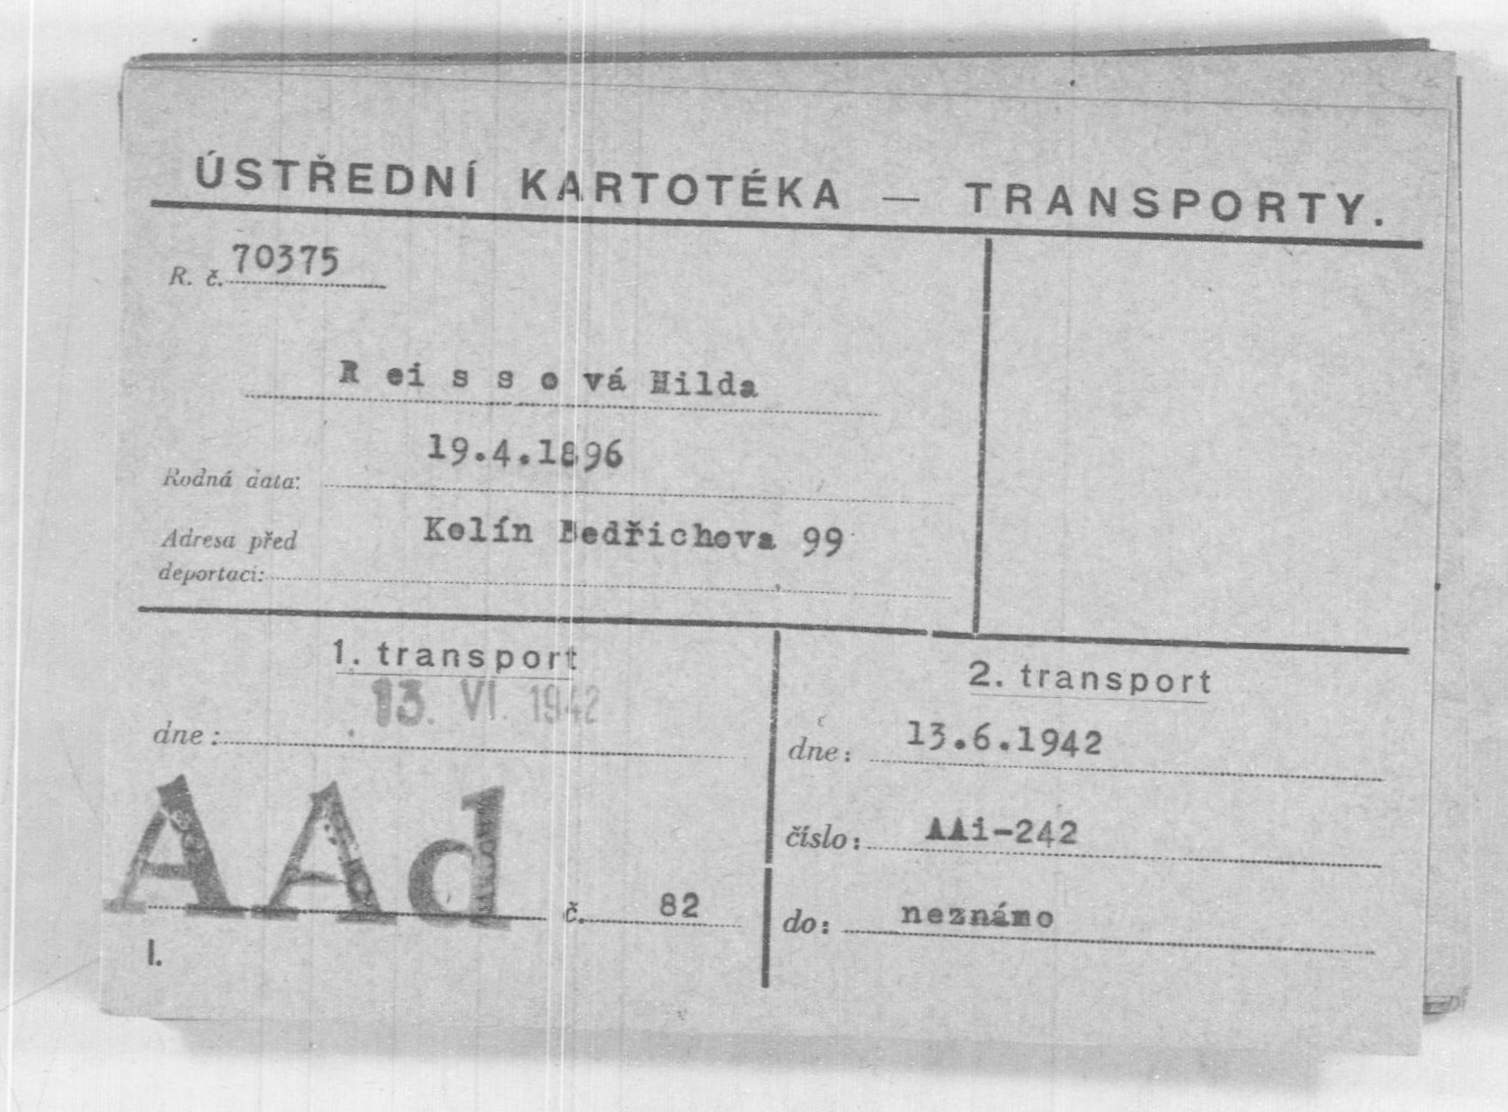 ÚSTŘEDNÍ KARTOTÉKA — TRANSPORTY.
R. č. 70375
R ei s s o vá Hilda
Rodná data: 19.4.1896
Adresa před deportaci: Kolín Bedřichova 99
1. transport
dne: 13. VI. 1942
AAd č. 82
I.
2. transport
dne: 13.6.1942
číslo: AAi-242
do: neznámo